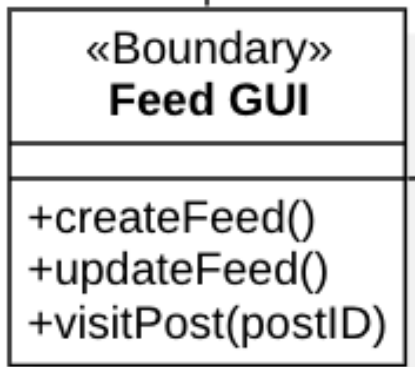 «Boundary»
Feed GUI
+createFeed()
+updateFeed()
+visitPost(postID)